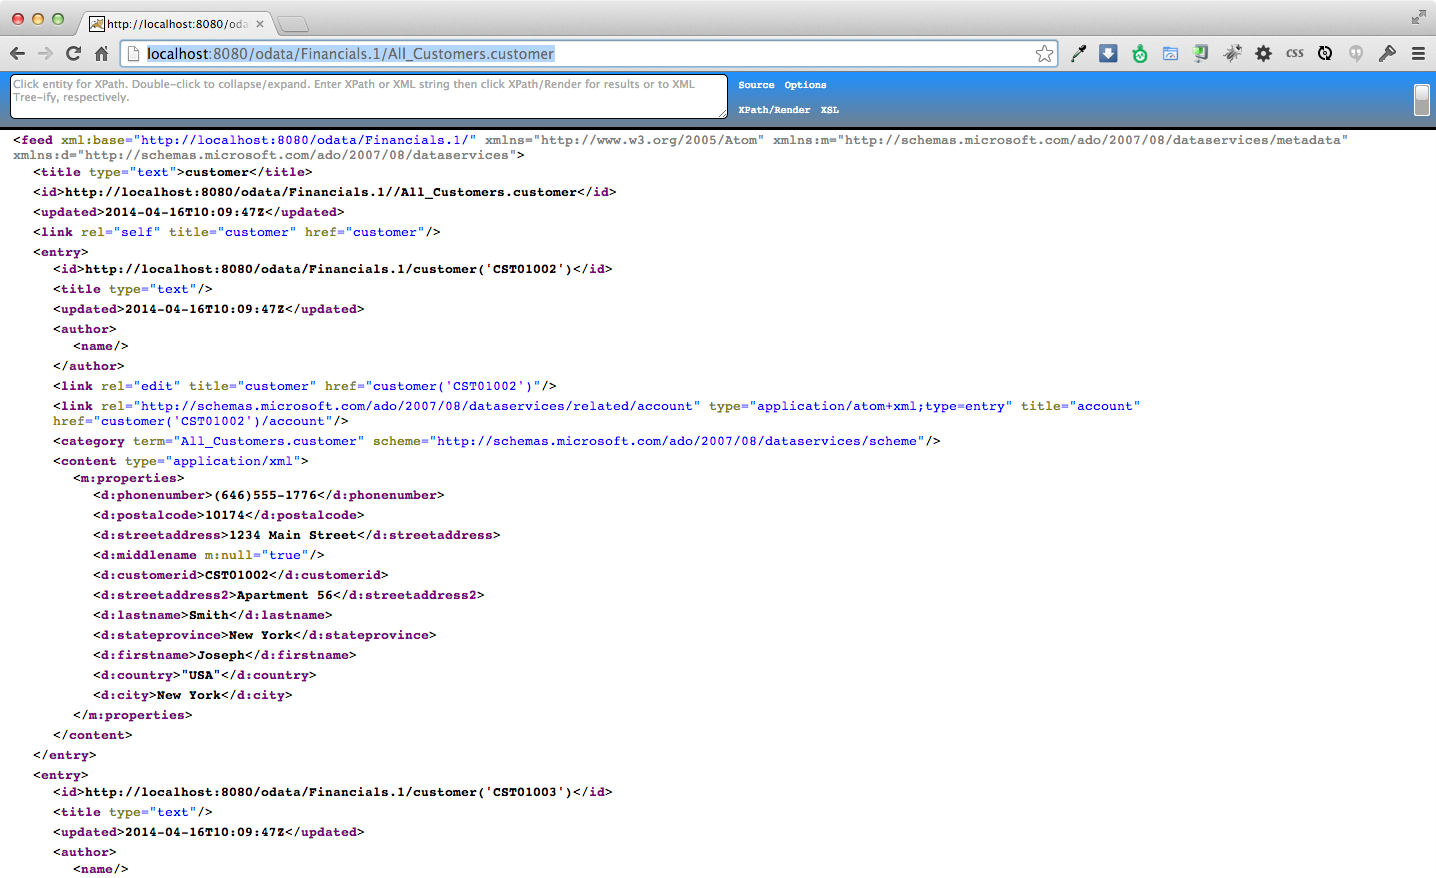 http://localhost:8080/oda
localhost:8080/odata/Financials.1/All_Customers.customer
CSS
Click entity for XPath. Double-click to collapse/expand. Enter XPath or XML string then click XPath/Render for results or to XML
Tree-ify, respectively.
Source Options
XPath/Render XSL
<feed xml:base="http://localhost:8080/odata/Financials.1/" xmlns="http://www.w3.org/2005/Atom" xmlns:m="http://schemas.microsoft.com/ado/2007/08/dataservices/metadata"
xmlns:d="http://schemas.microsoft.com/ado/2007/08/dataservices">
<title type="text">customer</title>
<id>http://localhost:8080/odata/Financials.1//All_Customers.customer</id>
<updated>2014-04-16T10:09:47Z</updated>
<link rel="self" title="customer" href="customer"/>
<entry>
<id>http://localhost:8080/odata/Financials.1/customer('CST01002')</id>
<title type="text"/>
<updated>2014-04-16T10:09:47Z</updated>
<author>
<name/>
</author>
<link rel="edit" title="customer" href="customer('CST01002')"/>
<link rel="http://schemas.microsoft.com/ado/2007/08/dataservices/related/account" type="application/atom+xml;type=entry" title="account"
href="customer('CST01002')/account"/>
<category term="All_Customers.customer" scheme="http://schemas.microsoft.com/ado/2007/08/dataservices/scheme"/>
<content type="application/xml">
<m:properties>
<d:phonenumber>(646)555-1776</d:phonenumber>
<d:postalcode>10174</d:postalcode>
<d:streetaddress>1234 Main Street</d:streetaddress>
<d:middlename m:null="true"/>
<d:customerid>CST01002</d:customerid>
<d:streetaddress2>Apartment 56</d:streetaddress2>
<d:lastname>Smith</d:lastname>
<d:stateprovince>New York</d:stateprovince>
<d:firstname>Joseph</d:firstname>
<d:country>"USA"</d:country>
<d:city>New York</d:city>
</m:properties>
</content>
</entry>
<entry>
<id>http://localhost:8080/odata/Financials.1/customer('CST01003')</id>
<title type="text"/>
<updated>2014-04-16T10:09:47Z</updated>
<author>
<name/>